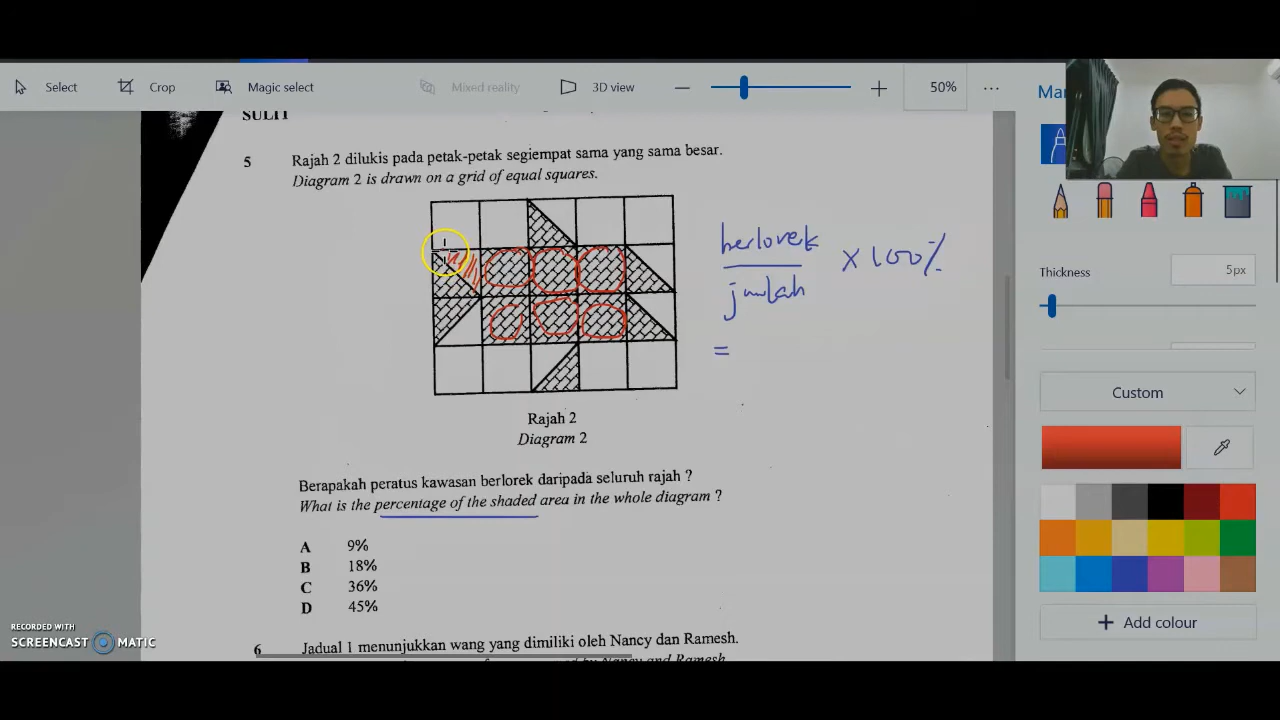 Select
Crop
Magic select
Mixed reality
3D view
50%
Mar
SULIT
5 Rajah 2 dilukis pada petak-petak segiempat sama yang sama besar.
Diagram 2 is drawn on a grid of equal squares.
berlorek
jumlah
× 100%
=
Rajah 2
Diagram 2
Berapakah peratus kawasan berlorek daripada seluruh rajah ?
What is the percentage of the shaded area in the whole diagram ?
A 9%
B 18%
C 36%
D 45%
6 Jadual 1 menunjukkan wang yang dimiliki oleh Nancy dan Ramesh.
Thickness
5px
Custom
+ Add colour
RECORDED WITH
SCREENCAST MATIC